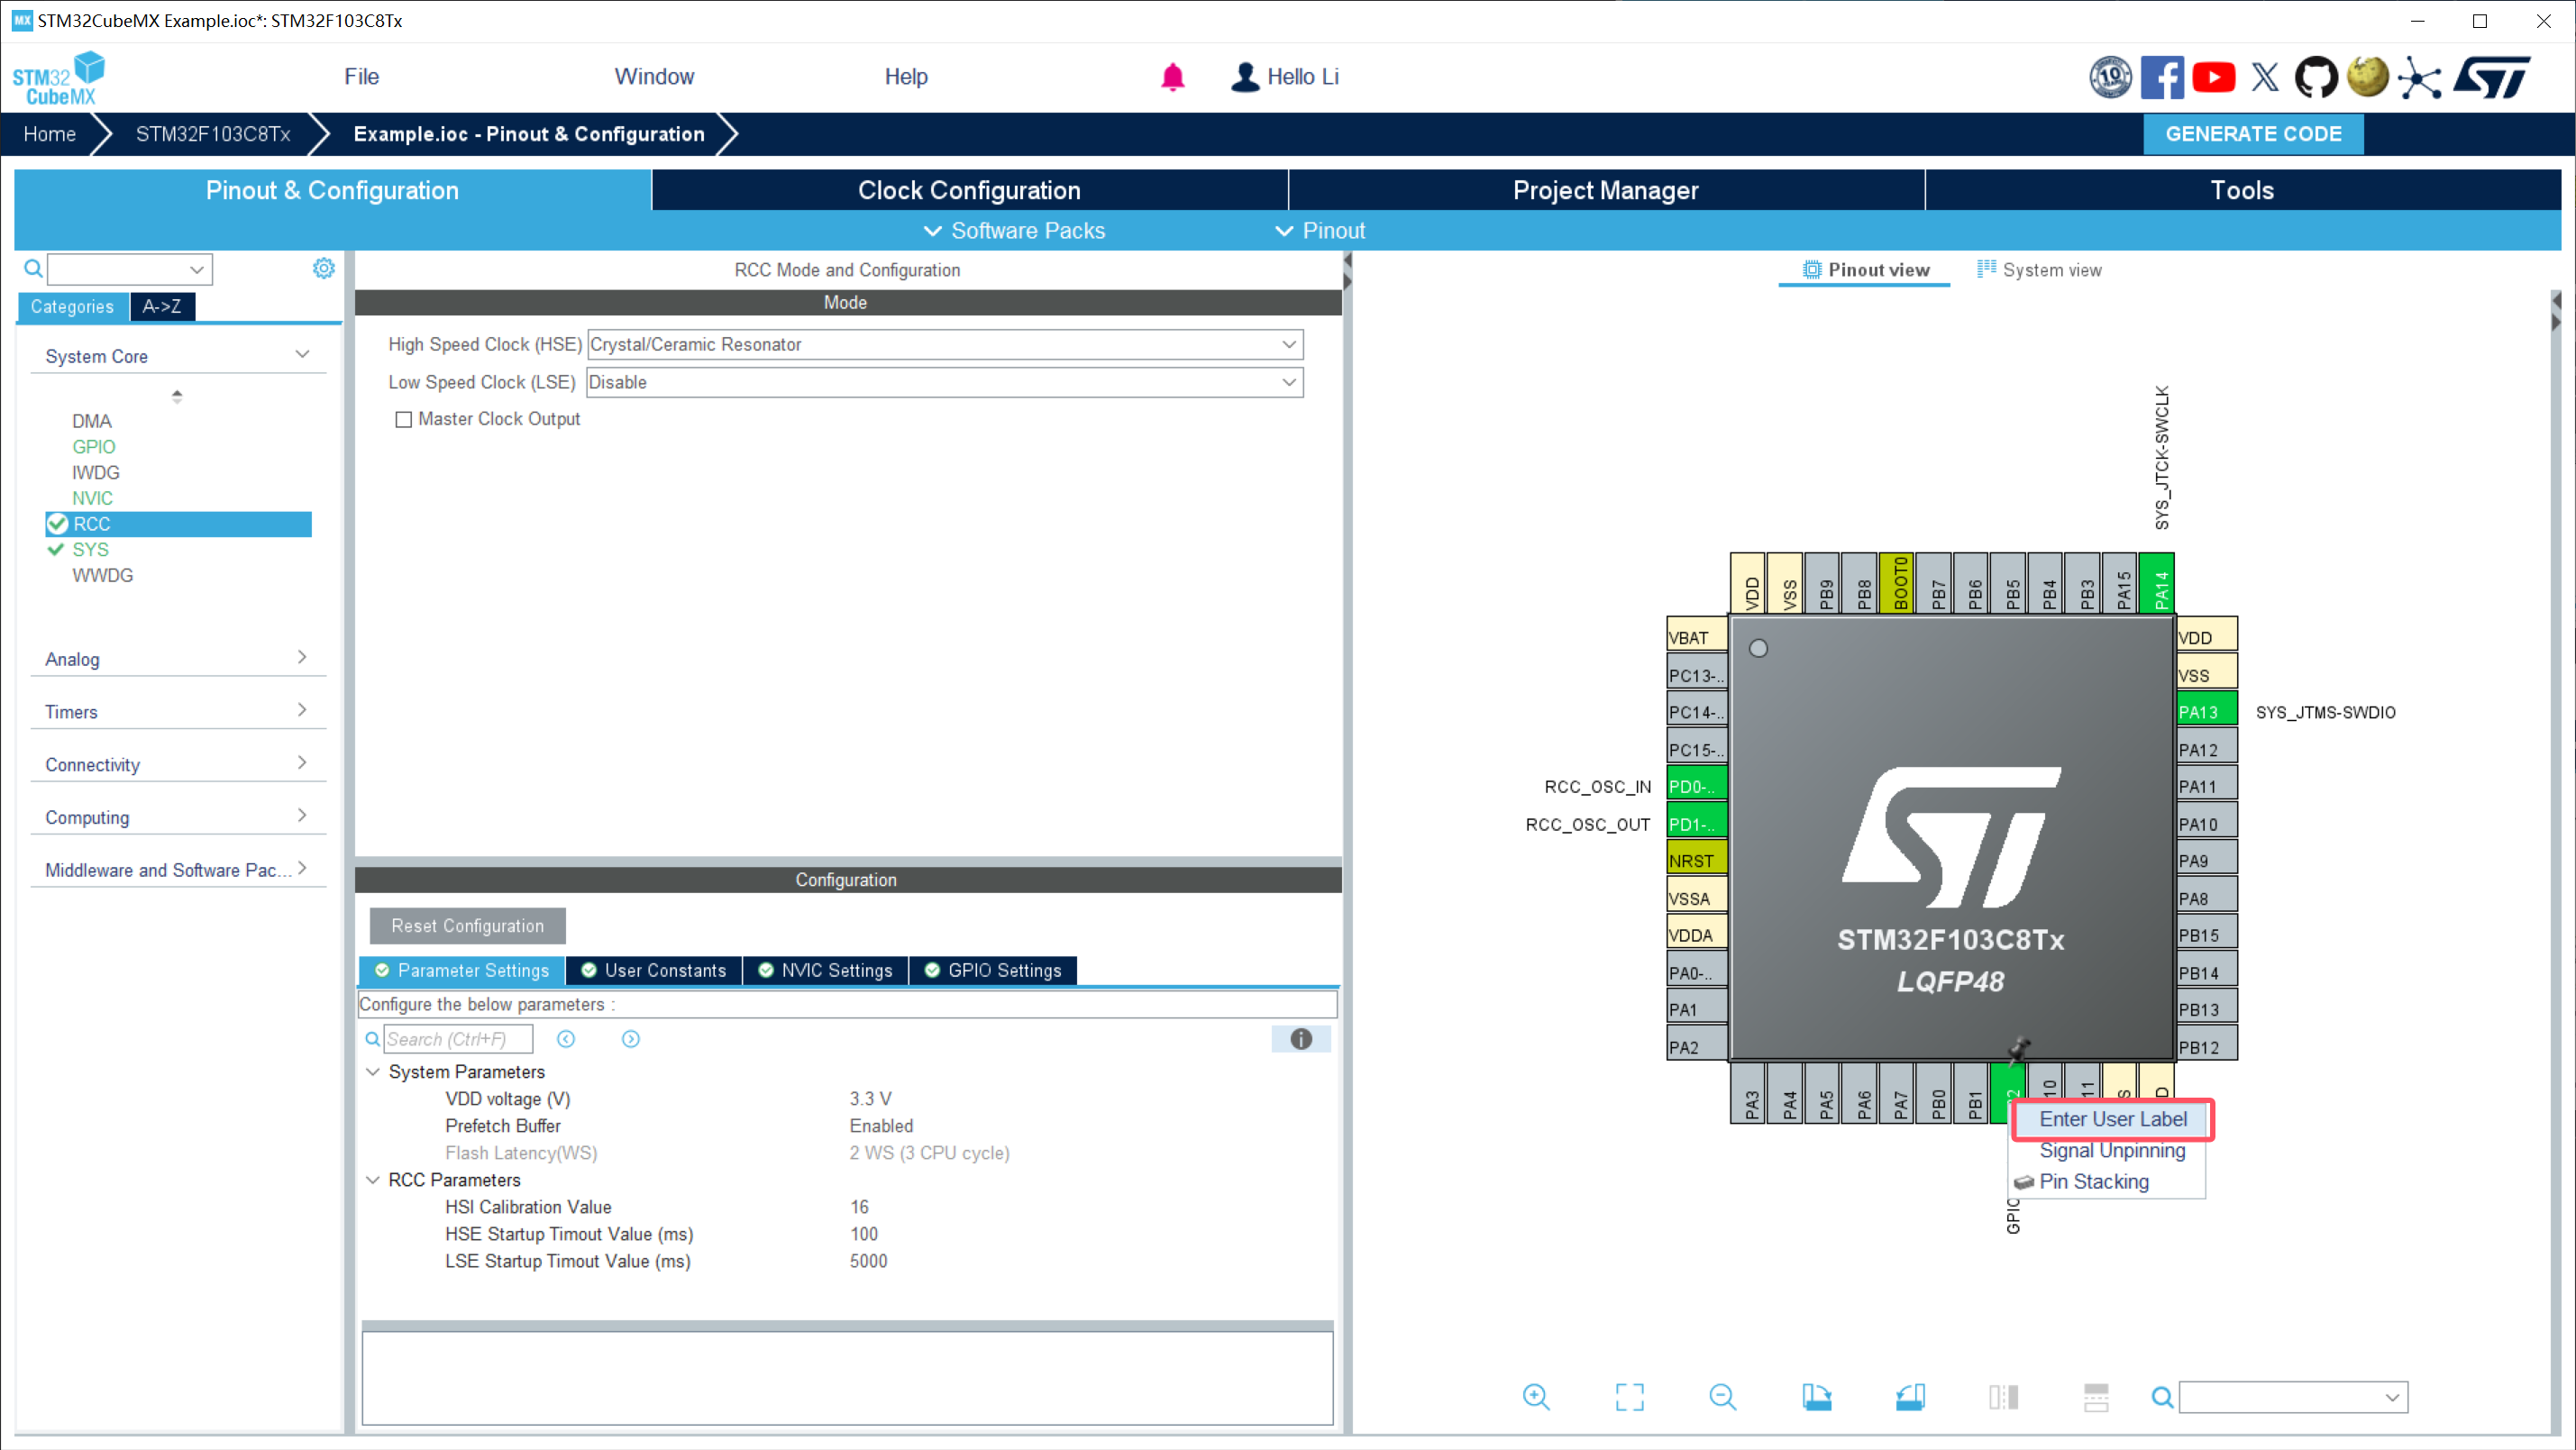 MX STM32CubeMX Example.ioc*: STM32F103C8Tx
STM32
CubeMX
File
Window
Help
Hello Li
10
ST
Home
STM32F103C8Tx
Example.ioc - Pinout & Configuration
GENERATE CODE
Pinout & Configuration
Clock Configuration
Project Manager
Tools
Software Packs
Pinout
Categories
A->Z
System Core
DMA
GPIO
IWDG
NVIC
RCC
SYS
WWDG
Analog
Timers
Connectivity
Computing
Middleware and Software Pac...
RCC Mode and Configuration
Mode
High Speed Clock (HSE) Crystal/Ceramic Resonator
Low Speed Clock (LSE) Disable
Master Clock Output
Configuration
Reset Configuration
Parameter Settings
User Constants
NVIC Settings
GPIO Settings
Configure the below parameters :
Search (Ctrl+F)
System Parameters
VDD voltage (V) 3.3 V
Prefetch Buffer Enabled
Flash Latency(WS) 2 WS (3 CPU cycle)
RCC Parameters
HSI Calibration Value 16
HSE Startup Timout Value (ms) 100
LSE Startup Timout Value (ms) 5000
Pinout view
System view
SYS_JTCK-SWCLK
VDD
VSS
PB9
PB8
BOOT0
PB7
PB6
PB5
PB4
PB3
PA15
PA14
VBAT
PC13-..
PC14-..
PC15-..
RCC_OSC_IN PD0-..
RCC_OSC_OUT PD1-..
NRST
VSSA
VDDA
PA0-..
PA1
PA2
ST
STM32F103C8Tx
LQFP48
VDD
VSS
PA13 SYS_JTMS-SWDIO
PA12
PA11
PA10
PA9
PA8
PB15
PB14
PB13
PB12
PA3
PA4
PA5
PA6
PA7
PB0
PB1
2
10
11
S
D
Enter User Label
Signal Unpinning
Pin Stacking
GPIO